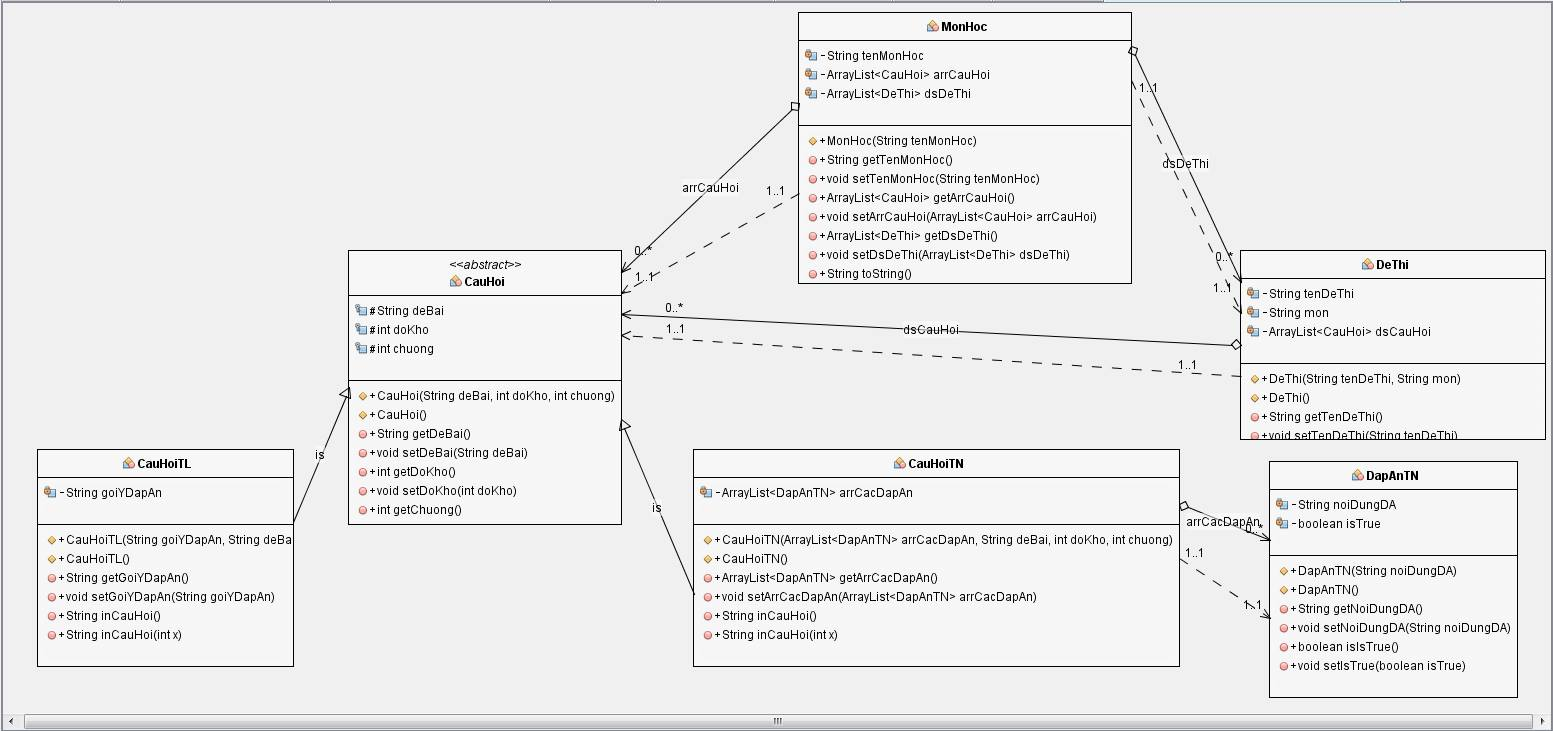 MonHoc
-String tenMonHoc
-ArrayList<CauHoi> arrCauHoi
-ArrayList<DeThi> dsDeThi
+MonHoc(String tenMonHoc)
+String getTenMonHoc()
+void setTenMonHoc(String tenMonHoc)
+ArrayList<CauHoi> getArrCauHoi()
+void setArrCauHoi(ArrayList<CauHoi> arrCauHoi)
+ArrayList<DeThi> getDsDeThi()
+void setDsDeThi(ArrayList<DeThi> dsDeThi)
+String toString()
1..1
dsDeThi
0..*
1..1
arrCauHoi
1..1
0..*
1..1
<<abstract>>
CauHoi
#String deBai
#int doKho
#int chuong
+CauHoi(String deBai, int doKho, int chuong)
+CauHoi()
+String getDeBai()
+void setDeBai(String deBai)
+int getDoKho()
+void setDoKho(int doKho)
+int getChuong()
0..*
1..1
dsCauHoi
1..1
DeThi
-String tenDeThi
-String mon
-ArrayList<CauHoi> dsCauHoi
+DeThi(String tenDeThi, String mon)
+DeThi()
+String getTenDeThi()
+void setTenDeThi(String tenDeThi)
is
is
CauHoiTL
-String goiYDapAn
+CauHoiTL(String goiYDapAn, String deBa
+CauHoiTL()
+String getGoiYDapAn()
+void setGoiYDapAn(String goiYDapAn)
+String inCauHoi()
+String inCauHoi(int x)
CauHoiTN
-ArrayList<DapAnTN> arrCacDapAn
+CauHoiTN(ArrayList<DapAnTN> arrCacDapAn, String deBai, int doKho, int chuong)
+CauHoiTN()
+ArrayList<DapAnTN> getArrCacDapAn()
+void setArrCacDapAn(ArrayList<DapAnTN> arrCacDapAn)
+String inCauHoi()
+String inCauHoi(int x)
arrCacDapAn
0..*
1..1
1..1
DapAnTN
-String noiDungDA
-boolean isTrue
+DapAnTN(String noiDungDA)
+DapAnTN()
+String getNoiDungDA()
+void setNoiDungDA(String noiDungDA)
+boolean isIsTrue()
+void setIsTrue(boolean isTrue)